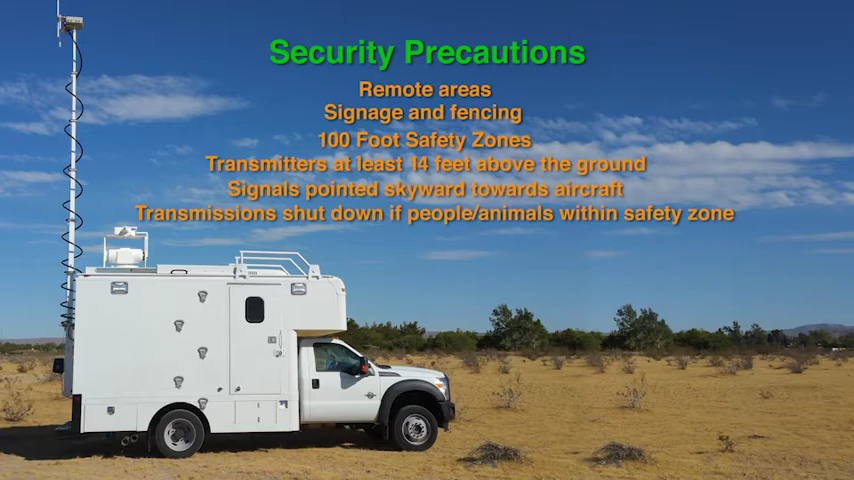 Security Precautions
Remote areas
Signage and fencing
100 Foot Safety Zones
Transmitters at least 14 feet above the ground
Signals pointed skyward towards aircraft
Transmissions shut down if people/animals within safety zone